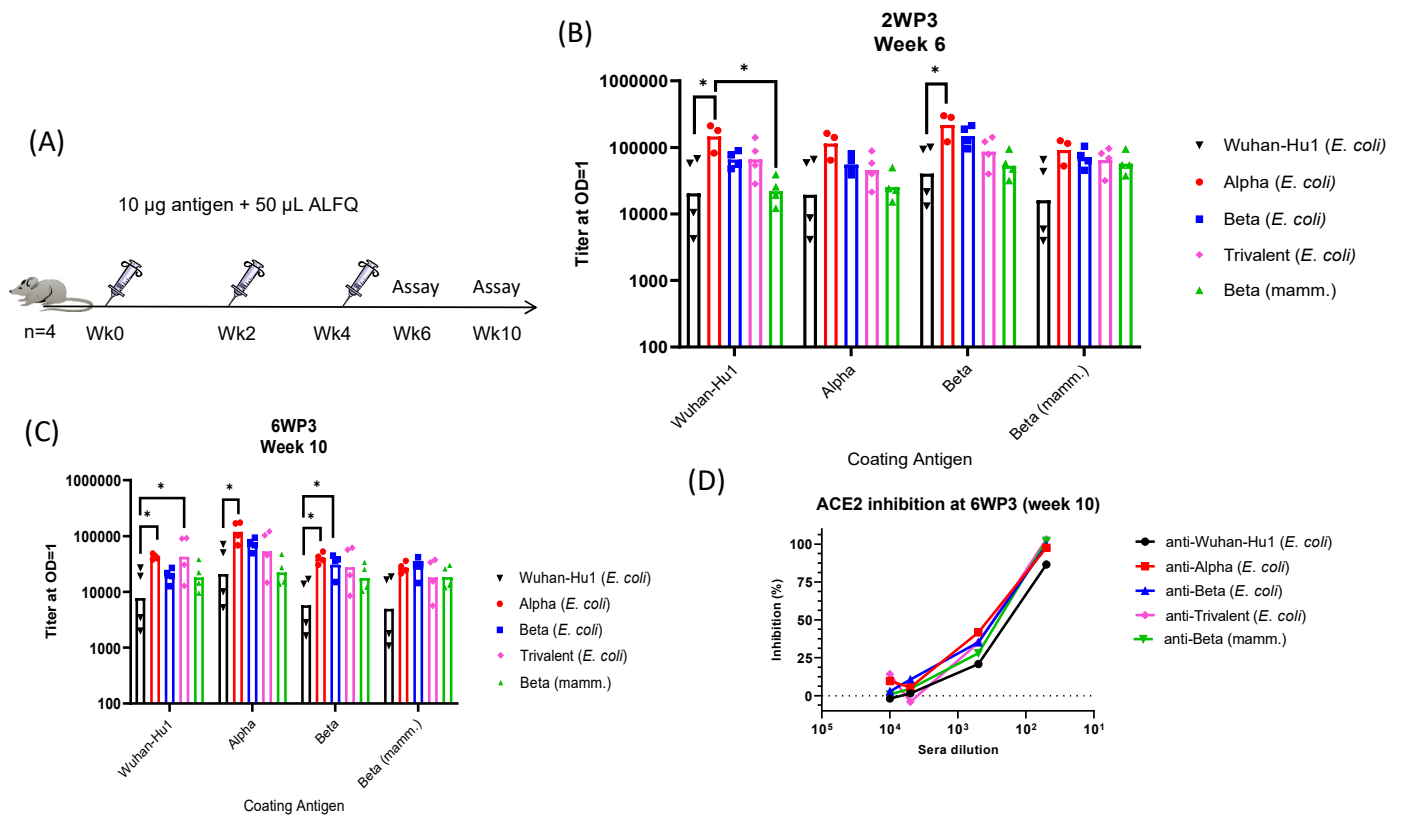 (A)
10 µg antigen + 50 µL ALFQ
Assay
Assay
n=4
Wk0
Wk2
Wk4
Wk6
Wk10
(B)
2WP3
Week 6
*
*
*
Titer at OD=1
1000000
100000
10000
1000
100
Wuhan-Hu1
Alpha
Beta
Beta (mamm.)
Coating Antigen
Wuhan-Hu1 (E. coli)
Alpha (E. coli)
Beta (E. coli)
Trivalent (E. coli)
Beta (mamm.)
(C)
6WP3
Week 10
*
*
*
*
*
Titer at OD=1
1000000
100000
10000
1000
100
Wuhan-Hu1
Alpha
Beta
Beta (mamm.)
Coating Antigen
Wuhan-Hu1 (E. coli)
Alpha (E. coli)
Beta (E. coli)
Trivalent (E. coli)
Beta (mamm.)
(D)
ACE2 inhibition at 6WP3 (week 10)
Inhibition (%)
100
75
50
25
0
10⁵
10⁴
10³
10²
10¹
Sera dilution
anti-Wuhan-Hu1 (E. coli)
anti-Alpha (E. coli)
anti-Beta (E. coli)
anti-Trivalent (E. coli)
anti-Beta (mamm.)